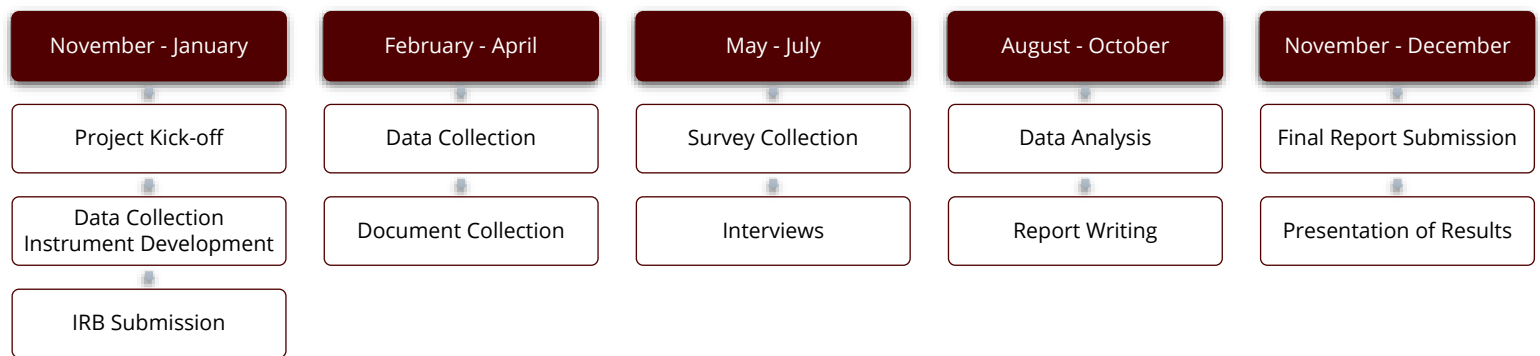 November - January
Project Kick-off
Data Collection
Instrument Development
IRB Submission
February - April
Data Collection
Document Collection
May - July
Survey Collection
Interviews
August - October
Data Analysis
Report Writing
November - December
Final Report Submission
Presentation of Results